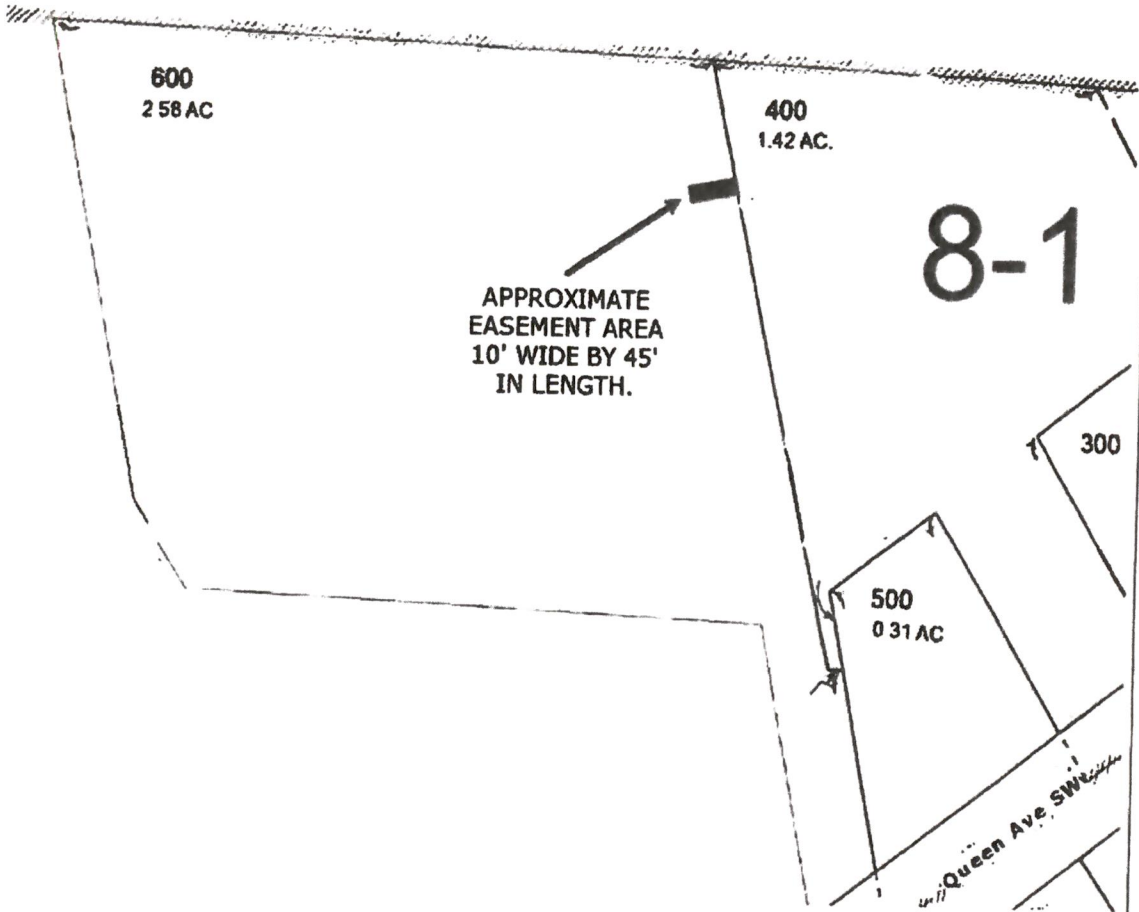 600
2 58 AC
400
1.42 AC.
8-1
APPROXIMATE
EASEMENT AREA
10' WIDE BY 45'
IN LENGTH.
300
500
0 31 AC
Queen Ave SW